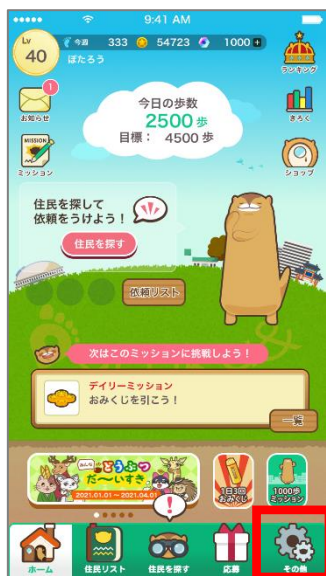 9:41 AM
Lv
40
今週 333 54723 1000
ぽたろう
ランキング
1
お知らせ
今日の歩数
2500 歩
目標： 4500 歩
きろく
MISSION
ミッション
ショップ
住民を探して
依頼をうけよう！
住民を探す
依頼リスト
次はこのミッションに挑戦しよう！
デイリーミッション
おみくじを引こう！
一覧
みんな
どうぶつ
だ〜いすき
2021.01.01 ~ 2021.04.01
1日3回
おみくじ
1000歩
ミッション
!
ホーム
住民リスト
住民を探す
応募
その他